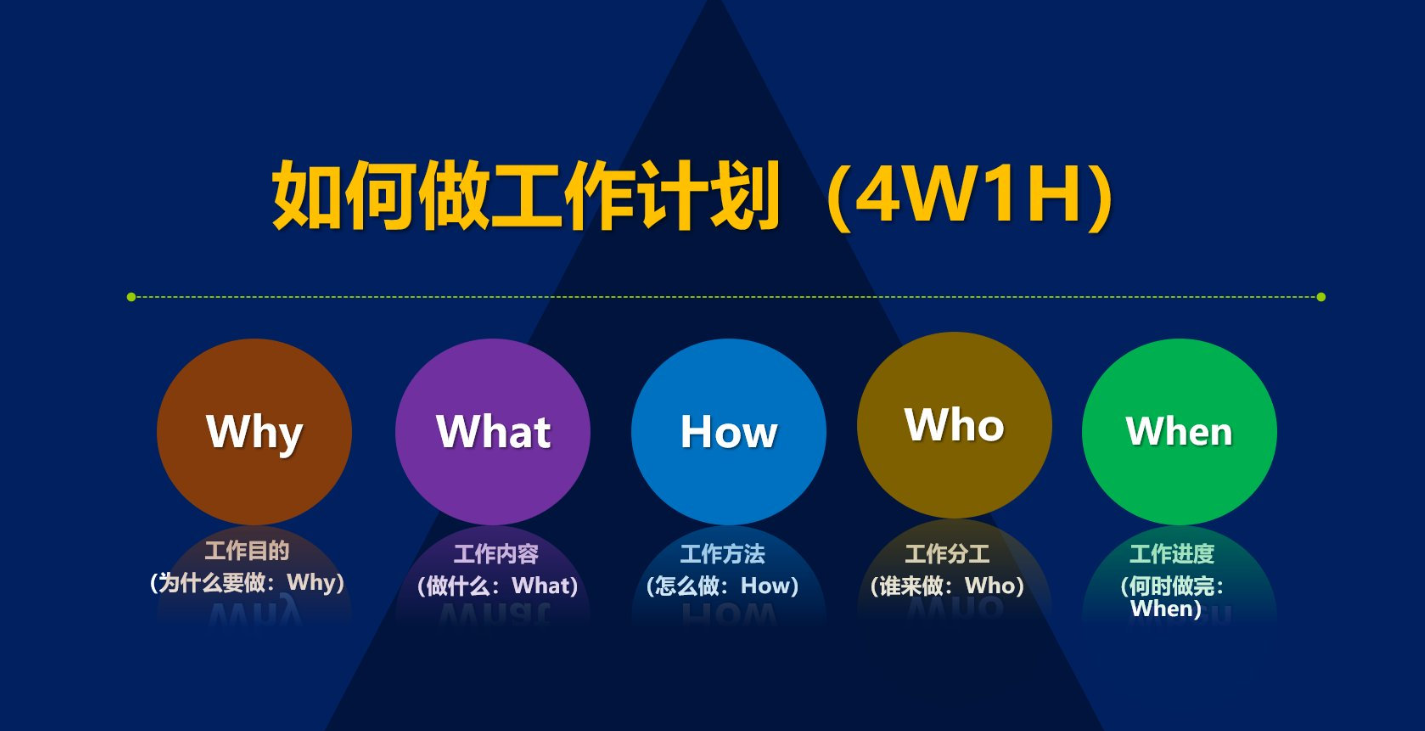 如何做工作计划（4W1H）
Why
What
How
Who
When
工作目的
(为什么要做：Why)
工作内容
(做什么：What)
工作方法
(怎么做：How)
工作分工
(谁来做：Who)
工作进度
(何时做完：
When)